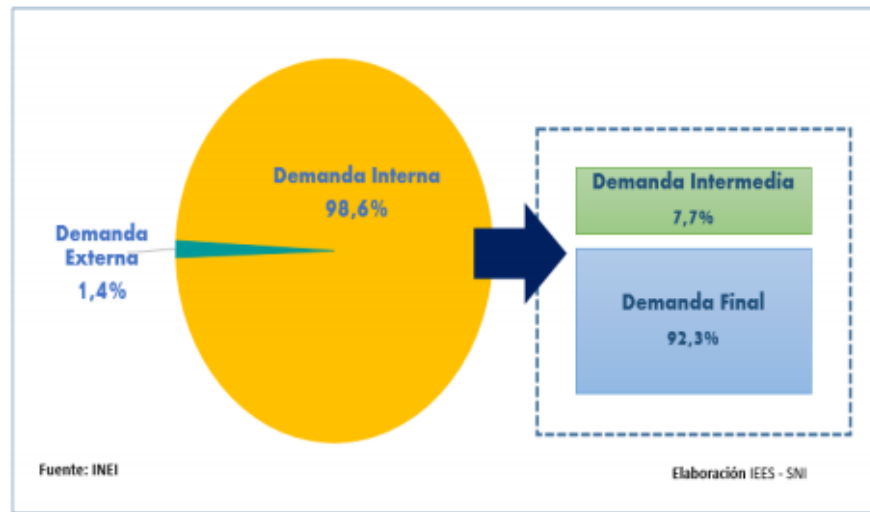 Demanda Interna
98,6%
Demanda
Externa
1,4%
Demanda Intermedia
7,7%
Demanda Final
92,3%
Fuente: INEI
Elaboración IEES - SNI